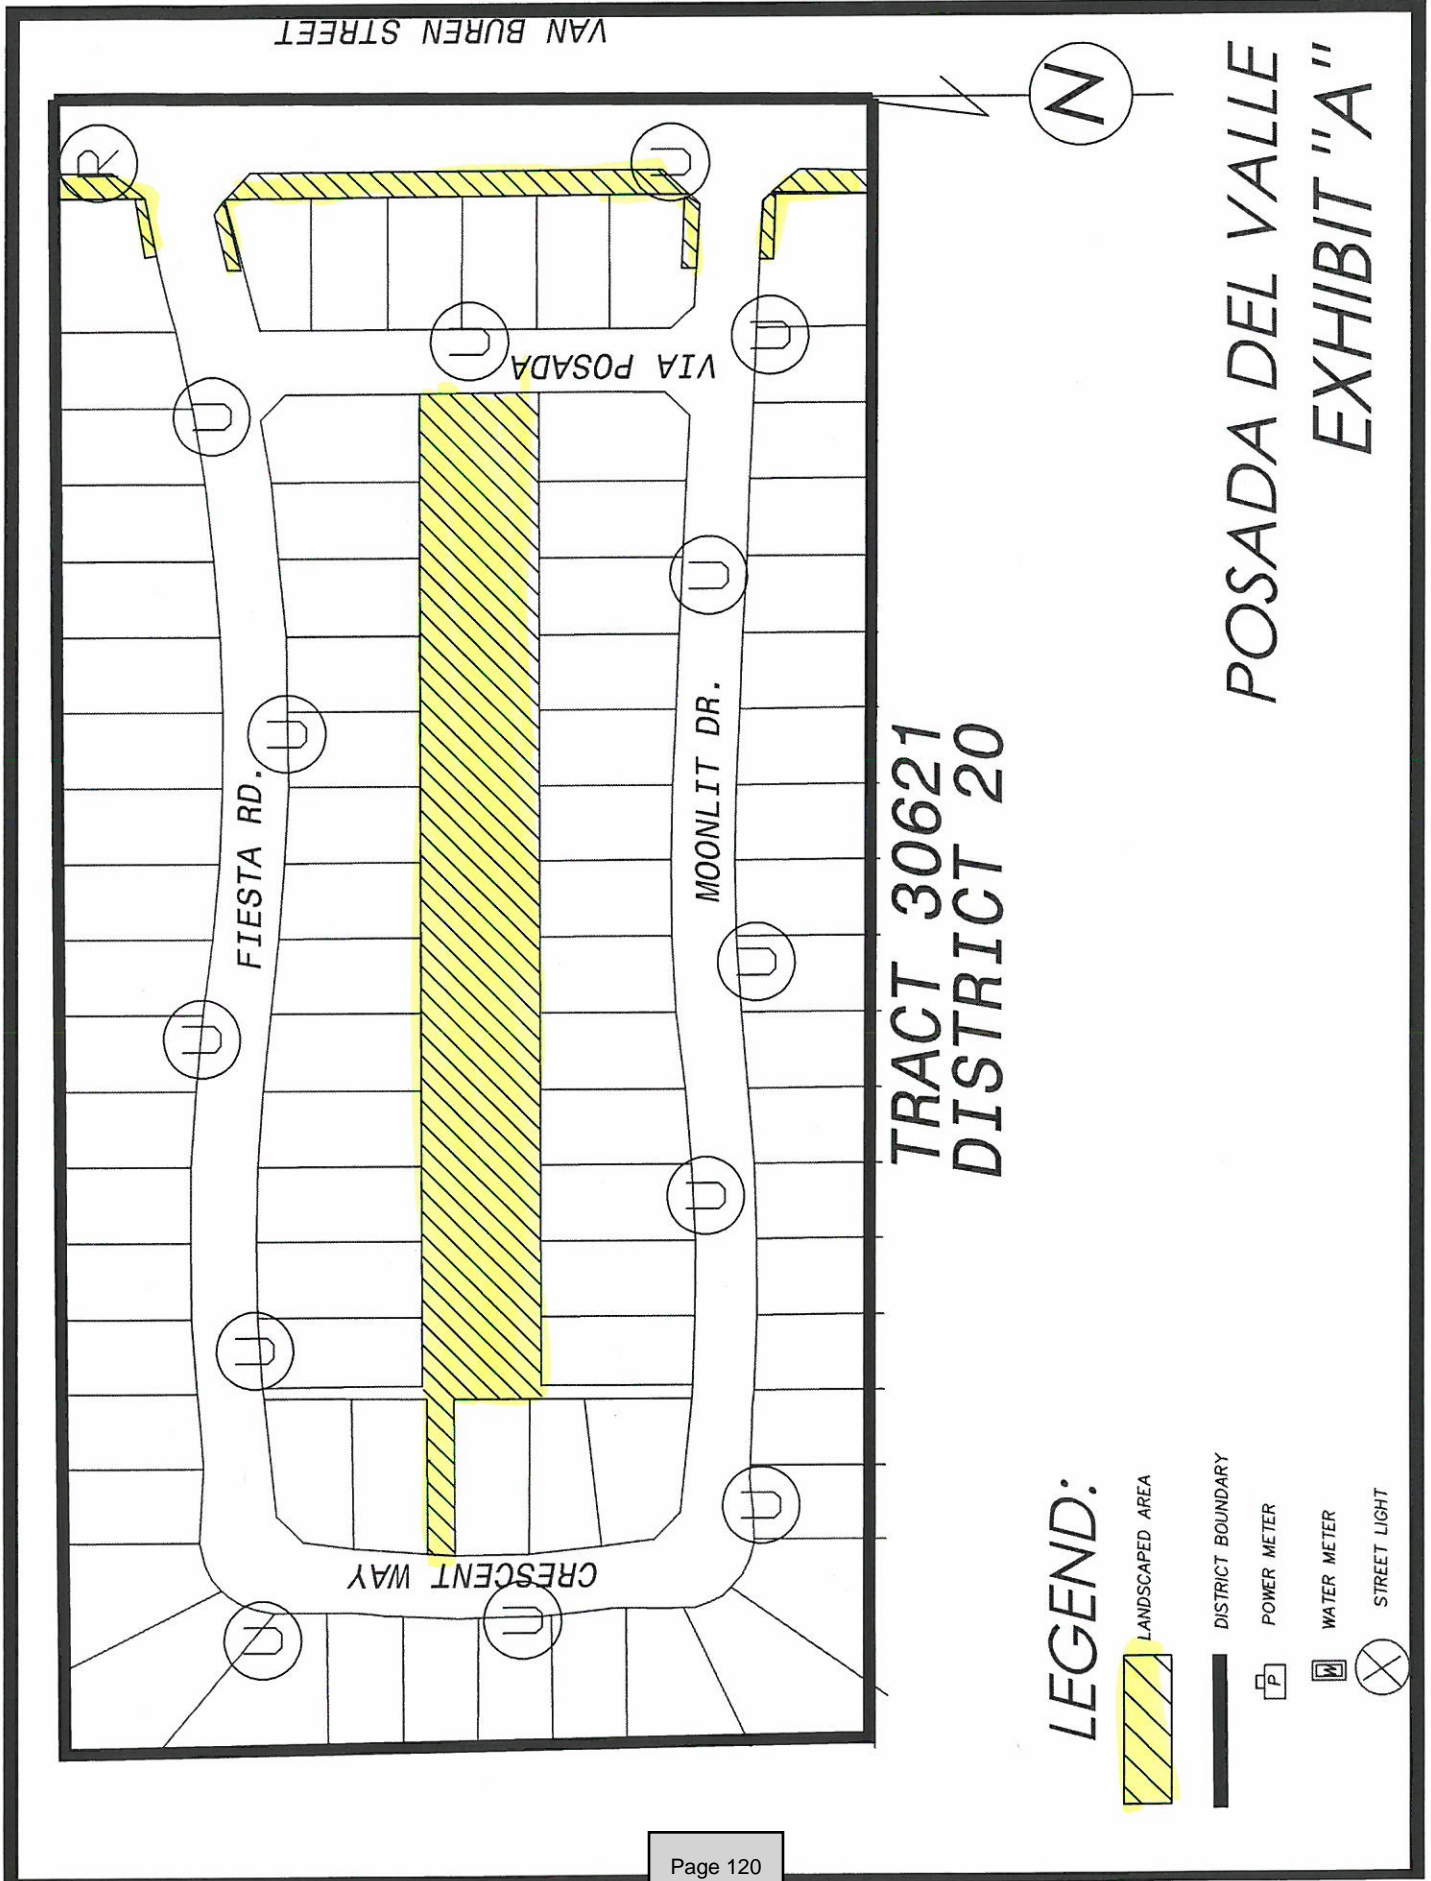 VAN BUREN STREET
R
U
N
POSADA DEL VALLE
EXHIBIT "A"
U
VIA POSADA
U
U
U
U
FIESTA RD.
MOONLIT DR.
TRACT 30621
DISTRICT 20
U
U
U
U
U
CRESCENT WAY
U
U
LEGEND:
LANDSCAPED AREA
DISTRICT BOUNDARY
P
POWER METER
W
WATER METER
STREET LIGHT
Page 120